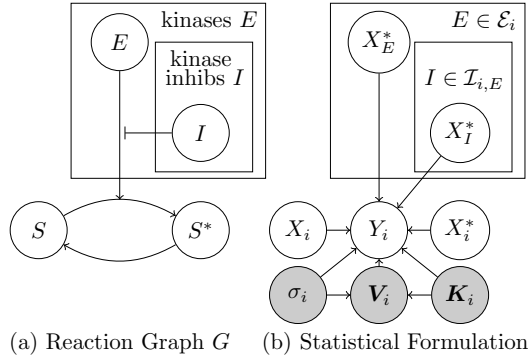 kinases E
E
kinase
inhibs I
I
S
S*
(a) Reaction Graph G
E ∈ ℰ_i
X*_E
I ∈ ℐ_{i,E}
X*_I
X_i
Y_i
X*_i
σ_i
V_i
K_i
(b) Statistical Formulation